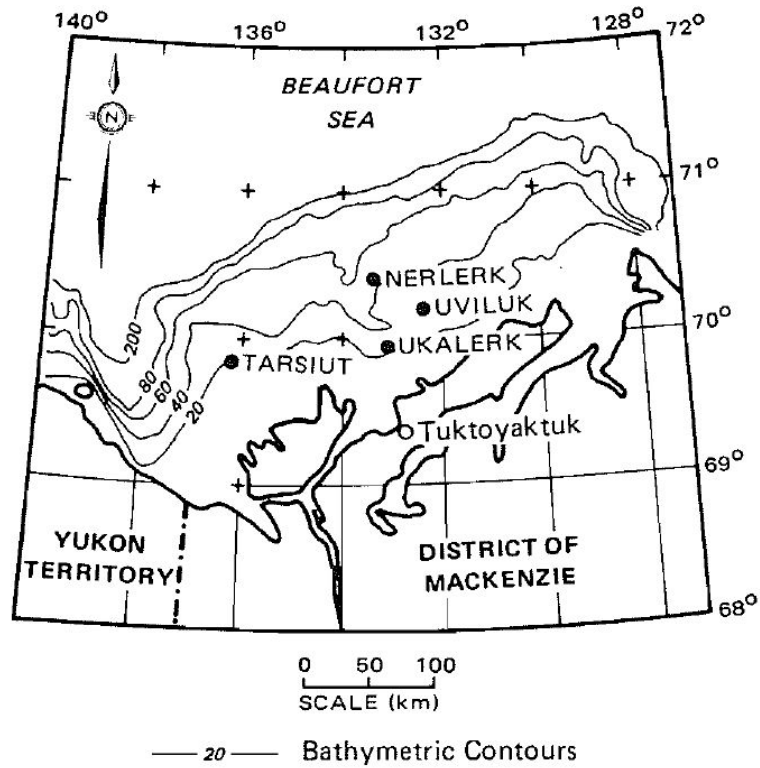 140° 136° 132° 128° 72°
BEAUFORT
SEA
N
71°
NERLERK
UVILUK
70°
200
UKALERK
TARSIUT
80
60
40
20
Tuktoyaktuk
69°
YUKON
TERRITORY
DISTRICT OF
MACKENZIE
68°
0 50 100
SCALE (km)
20 Bathymetric Contours